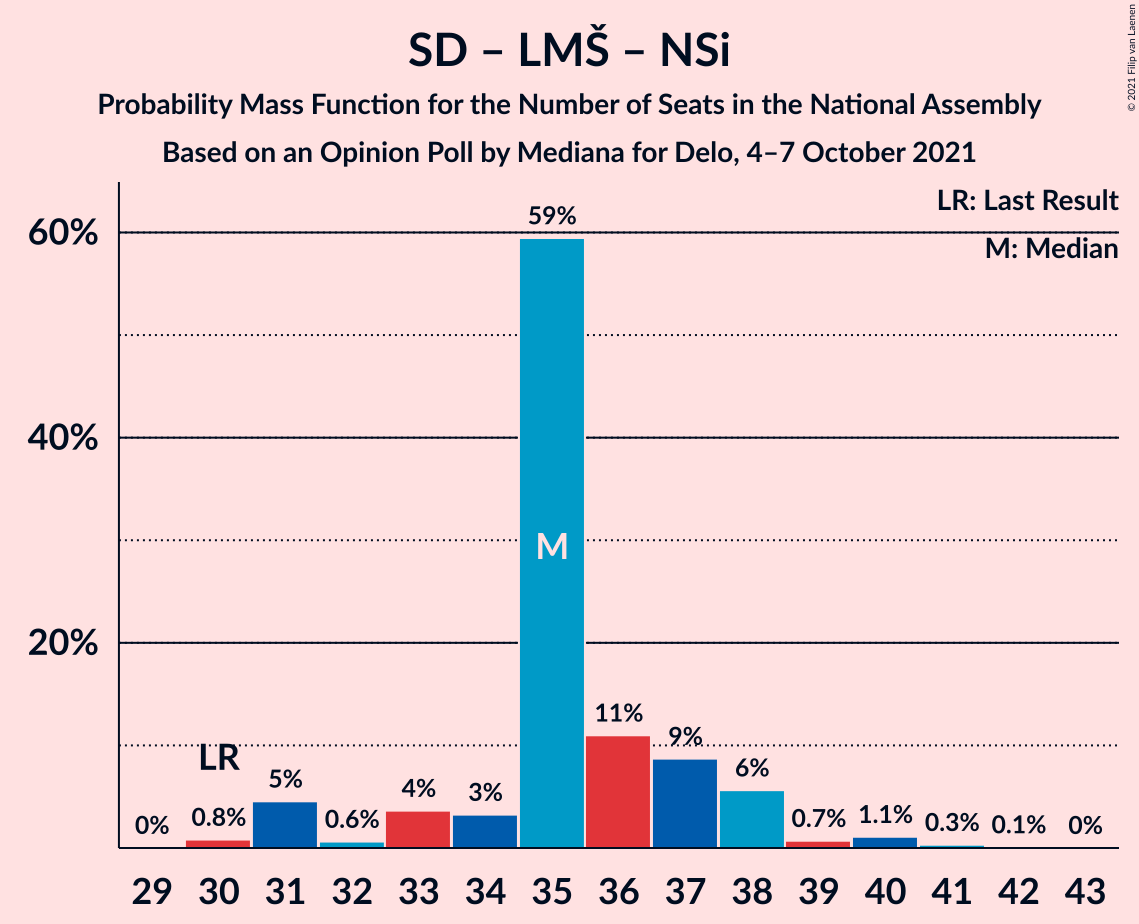 SD – LMŠ – NSi
Probability Mass Function for the Number of Seats in the National Assembly
Based on an Opinion Poll by Mediana for Delo, 4–7 October 2021
© 2021 Filip van Laenen
LR: Last Result
M: Median
60%
40%
20%
59%
M
LR
0%
0.8%
5%
0.6%
4%
3%
11%
9%
6%
0.7%
1.1%
0.3%
0.1%
0%
29 30 31 32 33 34 35 36 37 38 39 40 41 42 43